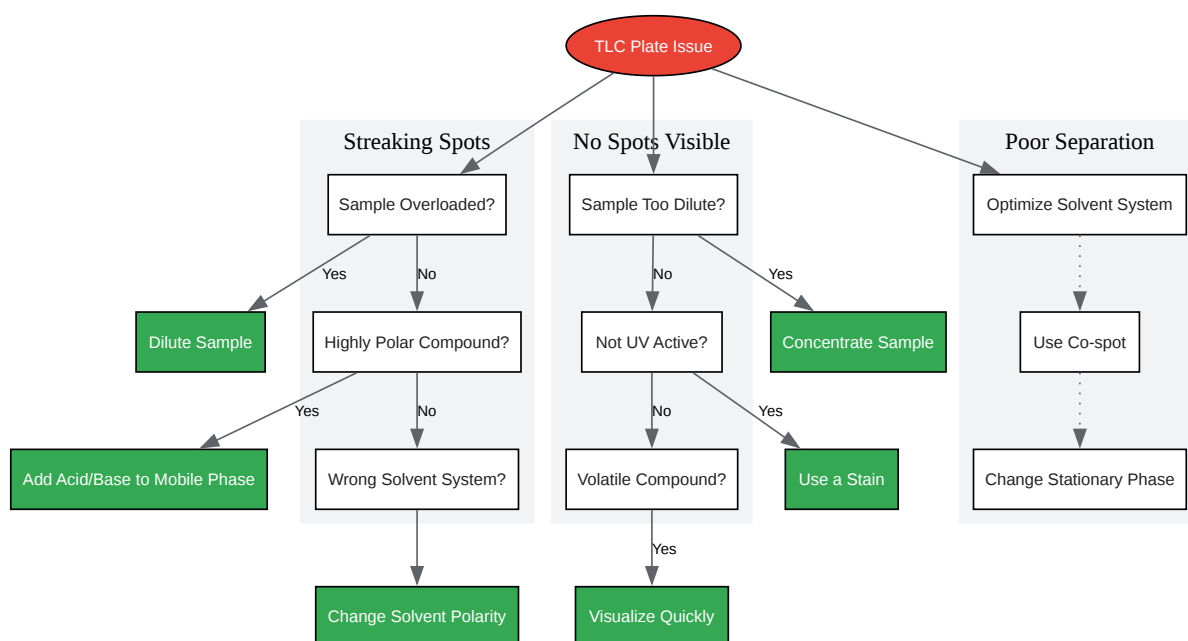 TLC Plate Issue
Streaking Spots
No Spots Visible
Poor Separation
Sample Overloaded?
Sample Too Dilute?
Optimize Solvent System
Yes
No
No
Yes
Dilute Sample
Highly Polar Compound?
Not UV Active?
Concentrate Sample
Use Co-spot
Yes
No
No
Yes
Add Acid/Base to Mobile Phase
Wrong Solvent System?
Volatile Compound?
Use a Stain
Change Stationary Phase
Yes
Change Solvent Polarity
Visualize Quickly